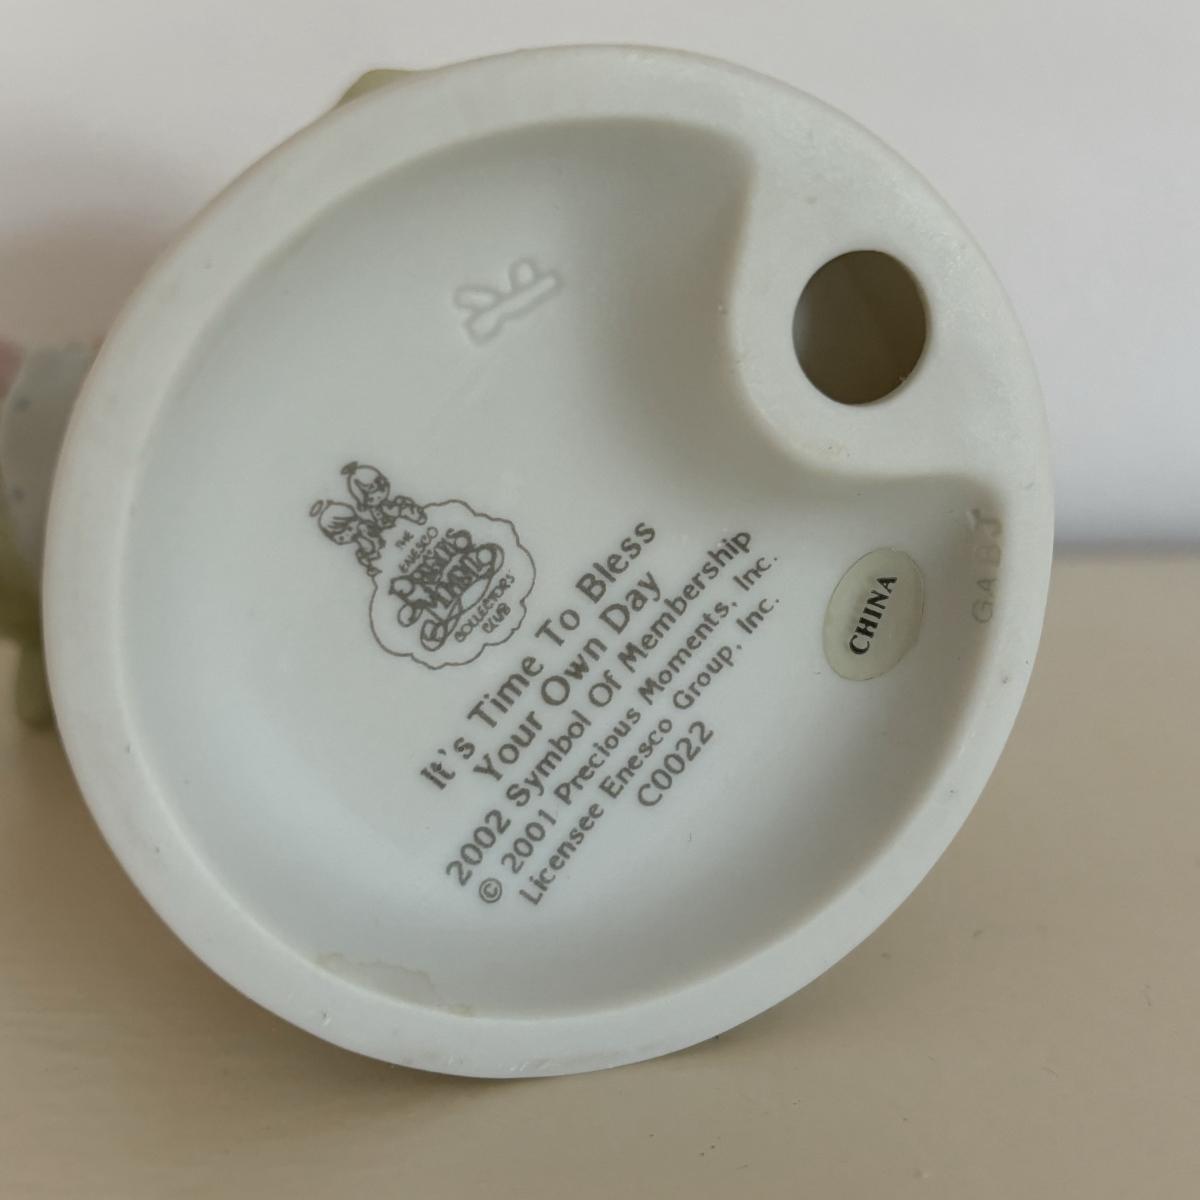 THE
ENESCO
PRECIOUS
MOMENTS
COLLECTORS'
CLUB
It's Time To Bless
Your Own Day
2002 Symbol Of Membership
© 2001 Precious Moments, Inc.
Licensee Enesco Group, Inc.
C0022
CHINA